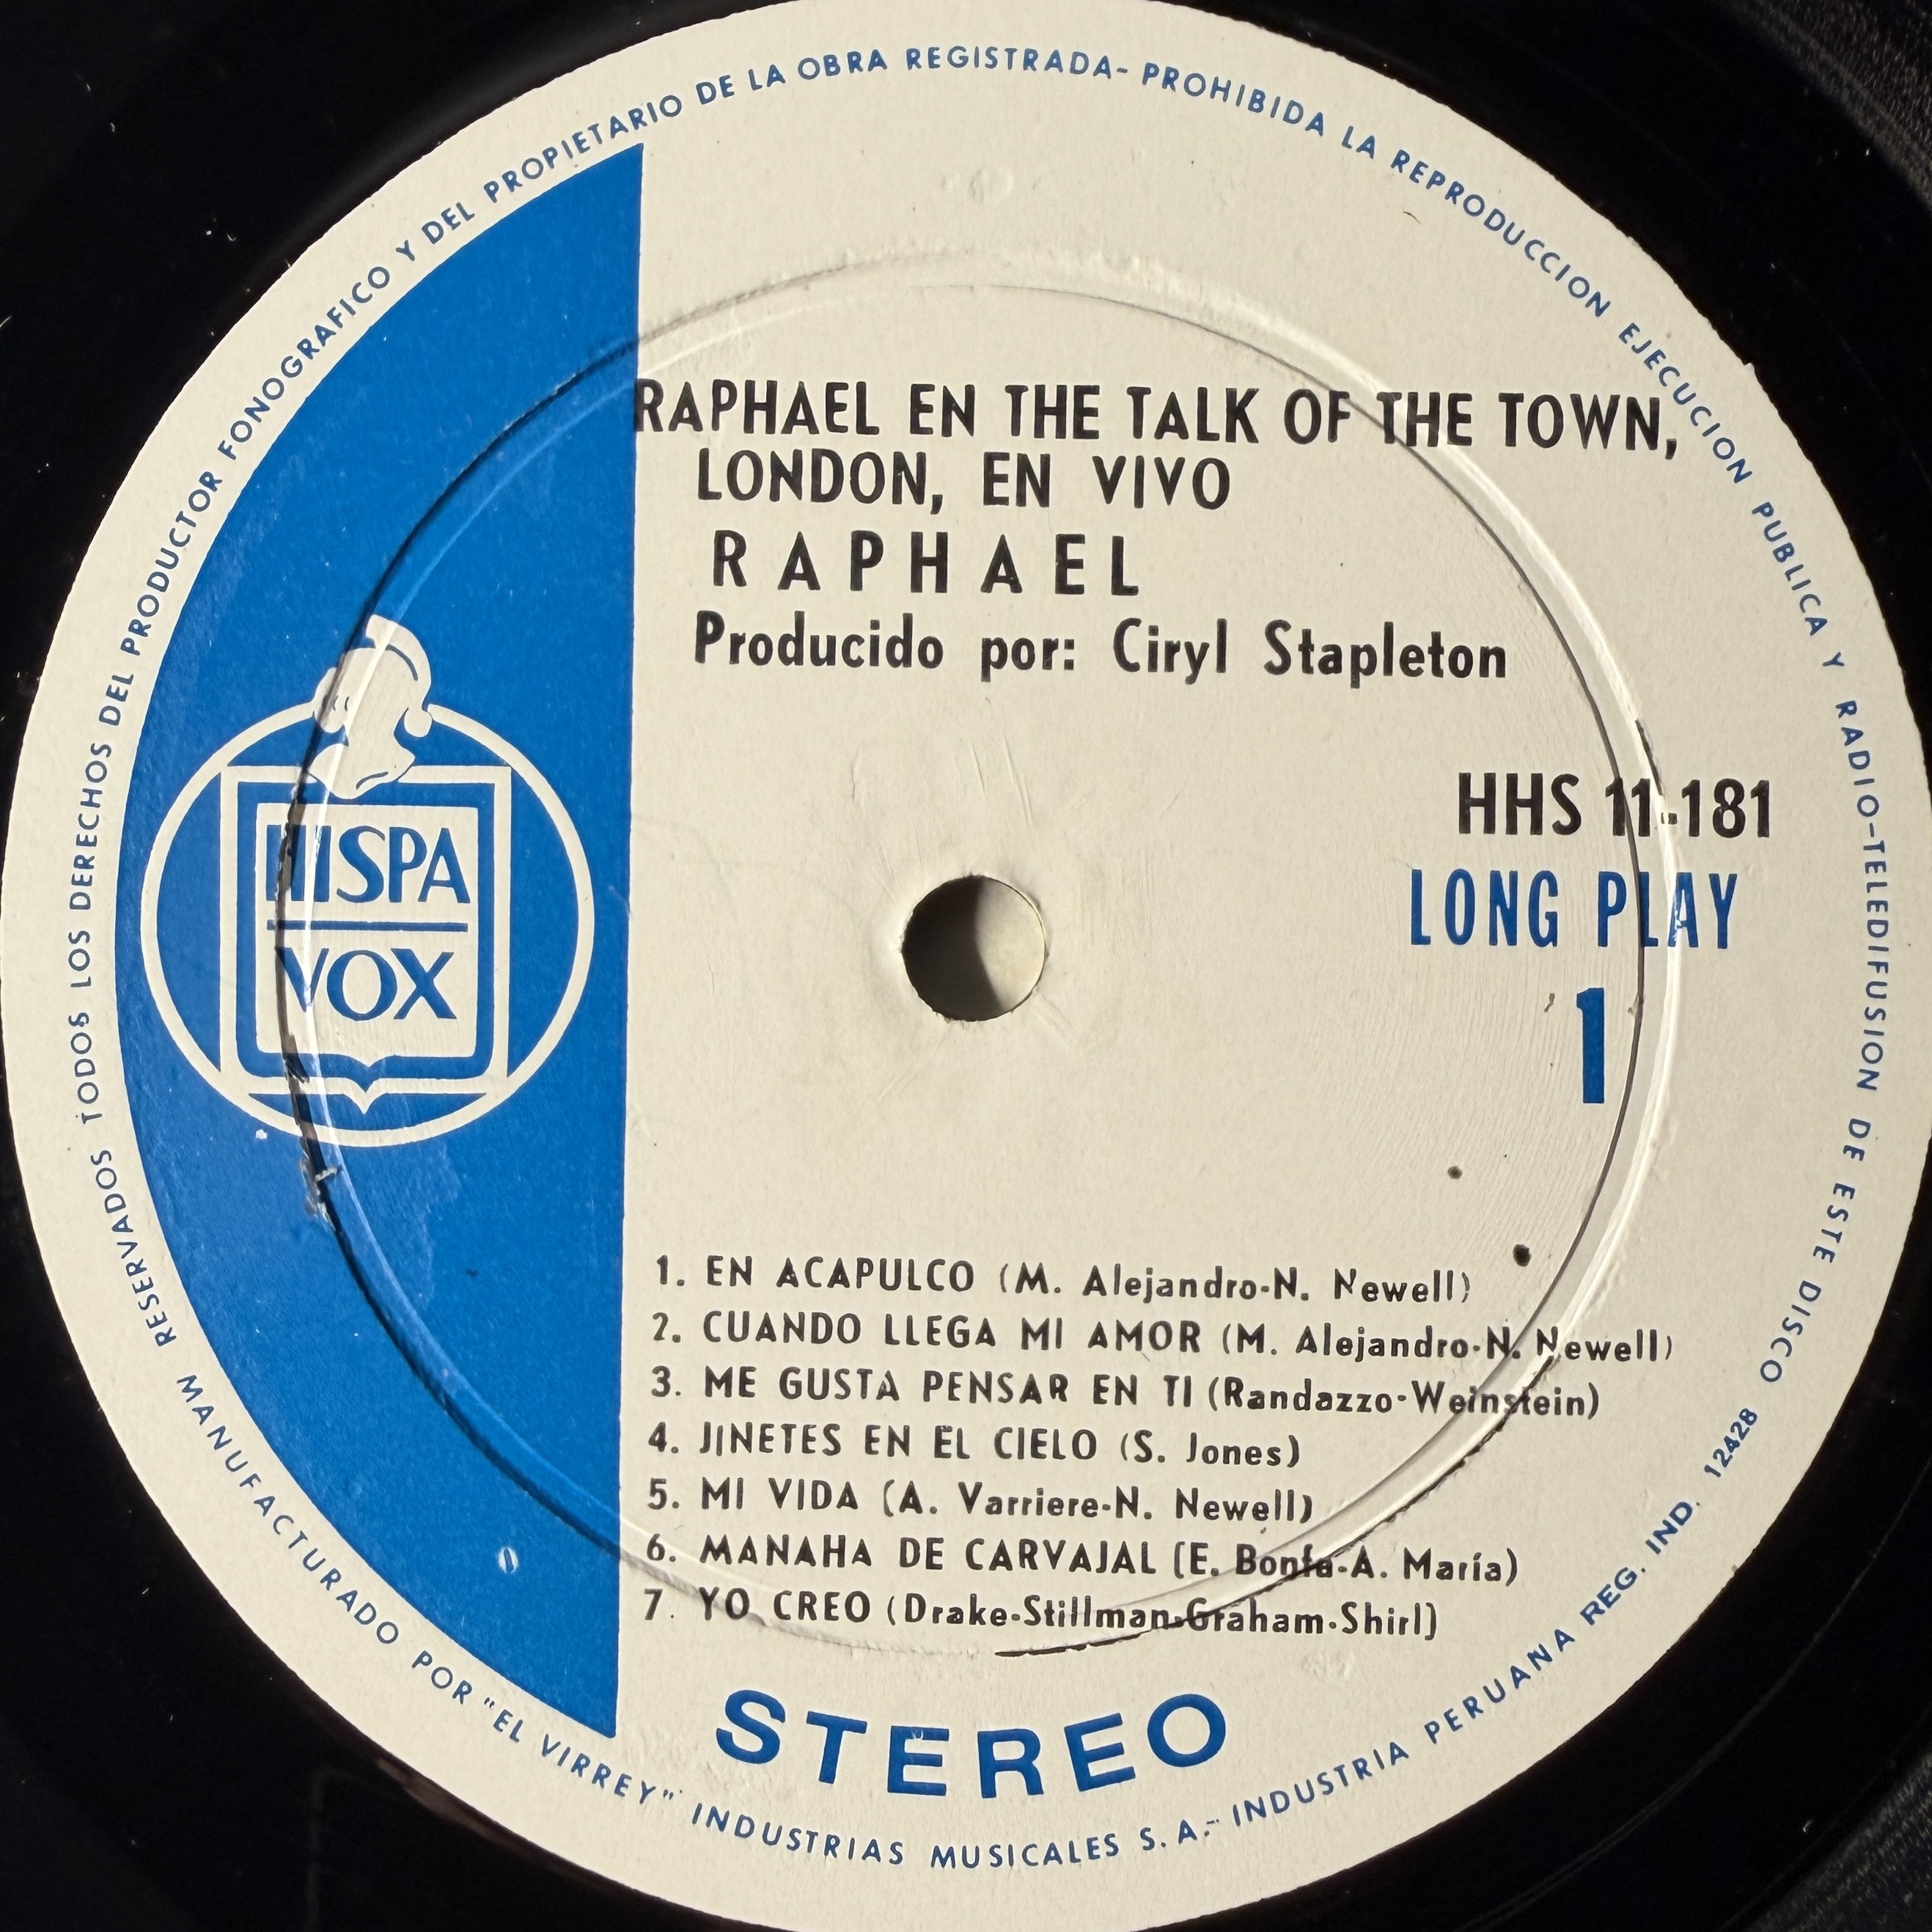 RAPHAEL EN THE TALK OF THE TOWN,
LONDON, EN VIVO
RAPHAEL
Producido por: Ciryl Stapleton
HISPA
VOX
HHS 11-181
LONG PLAY
1
1. EN ACAPULCO (M. Alejandro-N. Newell)
2. CUANDO LLEGA MI AMOR (M. Alejandro-N. Newell)
3. ME GUSTA PENSAR EN TI (Randazzo-Weinstein)
4. JINETES EN EL CIELO (S. Jones)
5. MI VIDA (A. Varriere-N. Newell)
6. MANAHA DE CARVAJAL (E. Bonfa-A. María)
7. YO CREO (Drake-Stillman-Graham-Shirl)
STEREO
RESERVADOS TODOS LOS DERECHOS DEL PRODUCTOR FONOGRAFICO Y DEL PROPIETARIO DE LA OBRA REGISTRADA- PROHIBIDA LA REPRODUCCION EJECUCION PUBLICA Y RADIO-TELEDIFUSION DE ESTE DISCO
MANUFACTURADO POR "EL VIRREY" INDUSTRIAS MUSICALES S. A.- INDUSTRIA PERUANA REG. IND. 12428